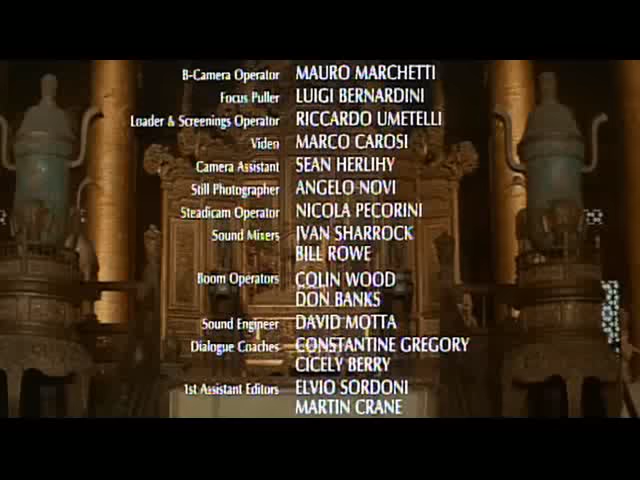 B-Camera Operator MAURO MARCHETTI
Focus Puller LUIGI BERNARDINI
Loader & Screenings Operator RICCARDO UMETELLI
Video MARCO CAROSI
Camera Assistant SEAN HERLIHY
Still Photographer ANGELO NOVI
Steadicam Operator NICOLA PECORINI
Sound Mixers IVAN SHARROCK
BILL ROWE
Boom Operators COLIN WOOD
DON BANKS
Sound Engineer DAVID MOTTA
Dialogue Coaches CONSTANTINE GREGORY
CICELY BERRY
1st Assistant Editors ELVIO SORDONI
MARTIN CRANE